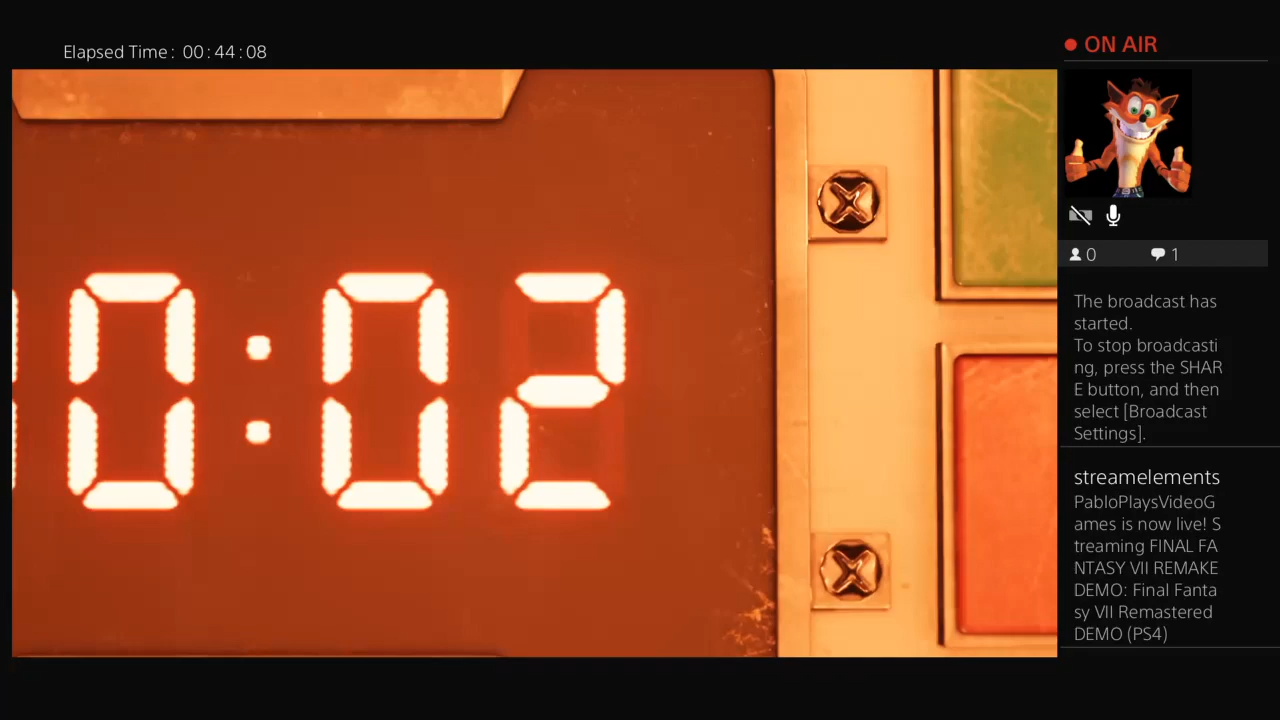 Elapsed Time: 00:44:08
ON AIR
0:02
0
1
The broadcast has
started.
To stop broadcasti
ng, press the SHAR
E button, and then
select [Broadcast
Settings].
streamelements
PabloPlaysVideoG
ames is now live! S
treaming FINAL FA
NTASY VII REMAKE
DEMO: Final Fanta
sy VII Remastered
DEMO (PS4)